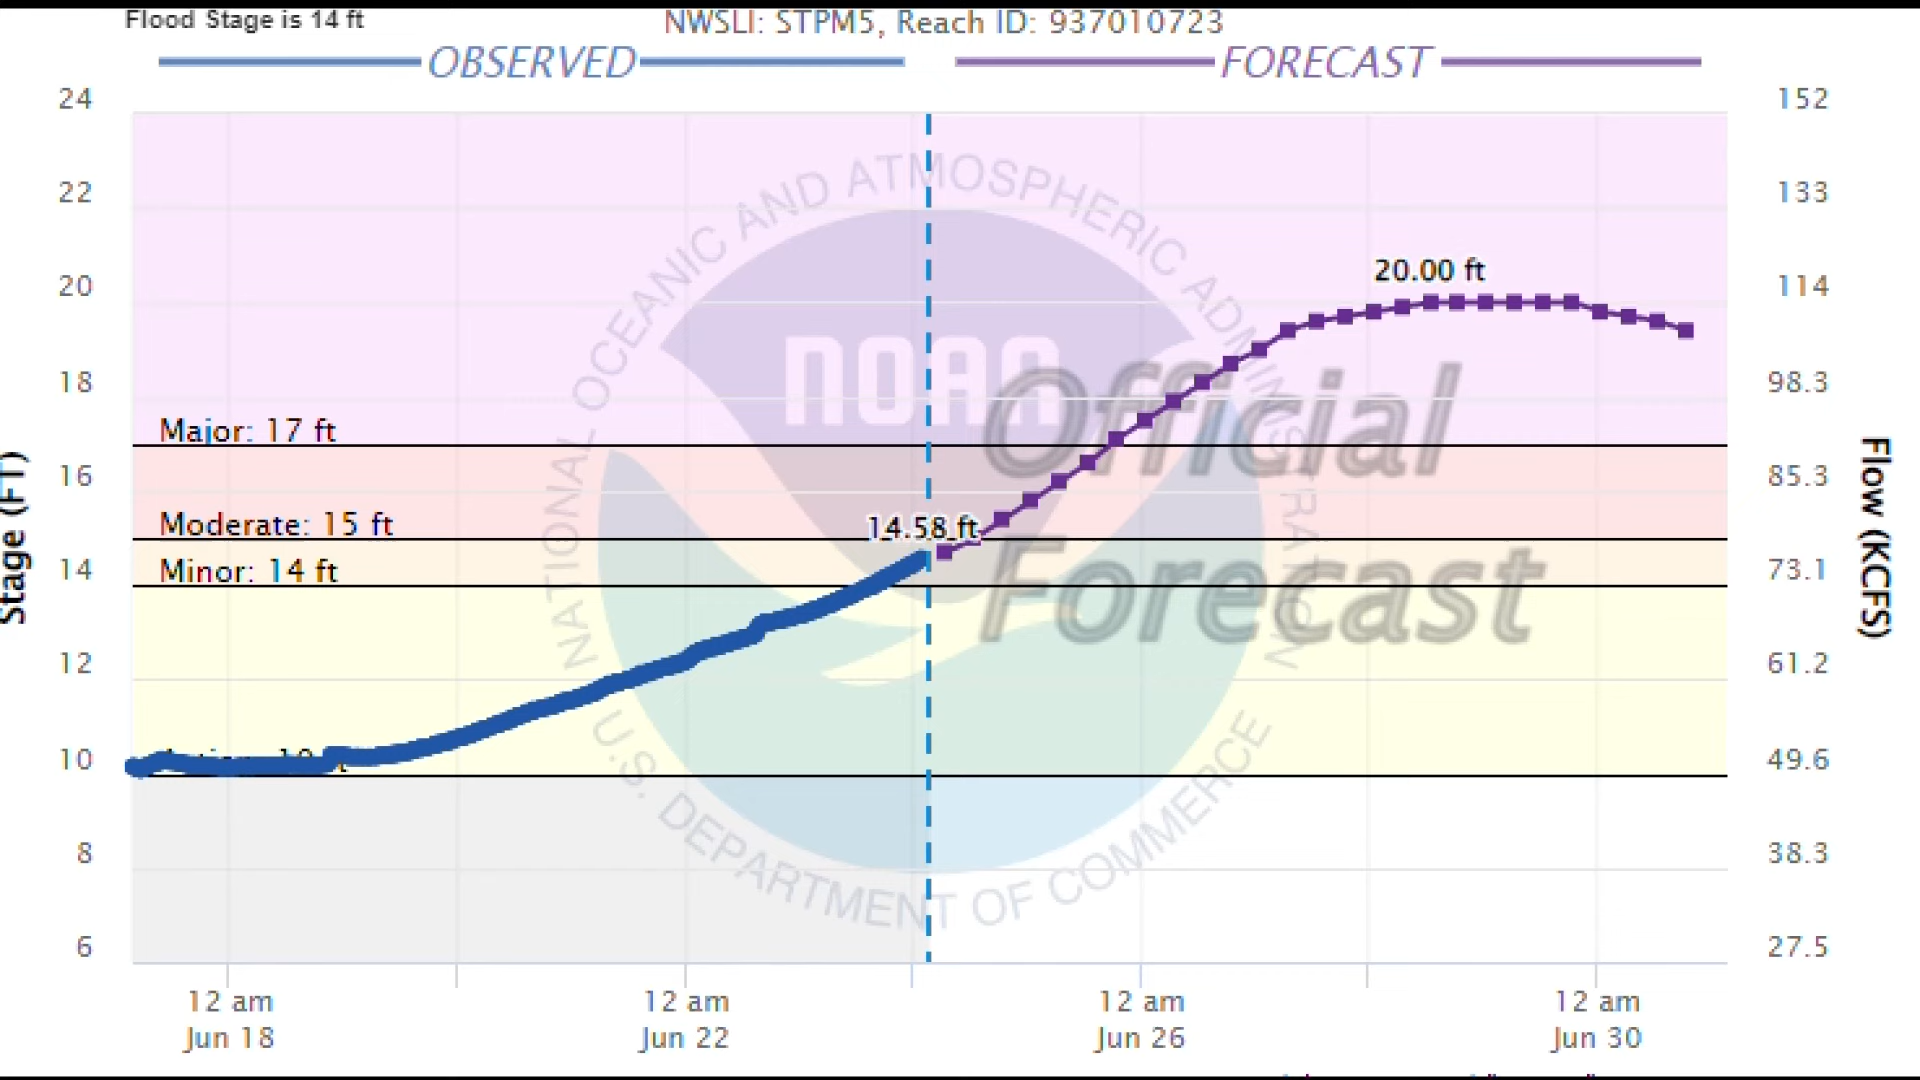 Flood Stage is 14 ft
NWSLI: STPM5, Reach ID: 937010723
OBSERVED
FORECAST
24
152
22
133
20
114
18
98.3
16
85.3
14
73.1
12
61.2
10
49.6
8
38.3
6
27.5
Stage (FT)
Flow (KCFS)
20.00 ft
14.58 ft
Major: 17 ft
Moderate: 15 ft
Minor: 14 ft
NATIONAL OCEANIC AND ATMOSPHERIC ADMINISTRATION
NOAA
U.S. DEPARTMENT OF COMMERCE
Official
Forecast
12 am
Jun 18
12 am
Jun 22
12 am
Jun 26
12 am
Jun 30